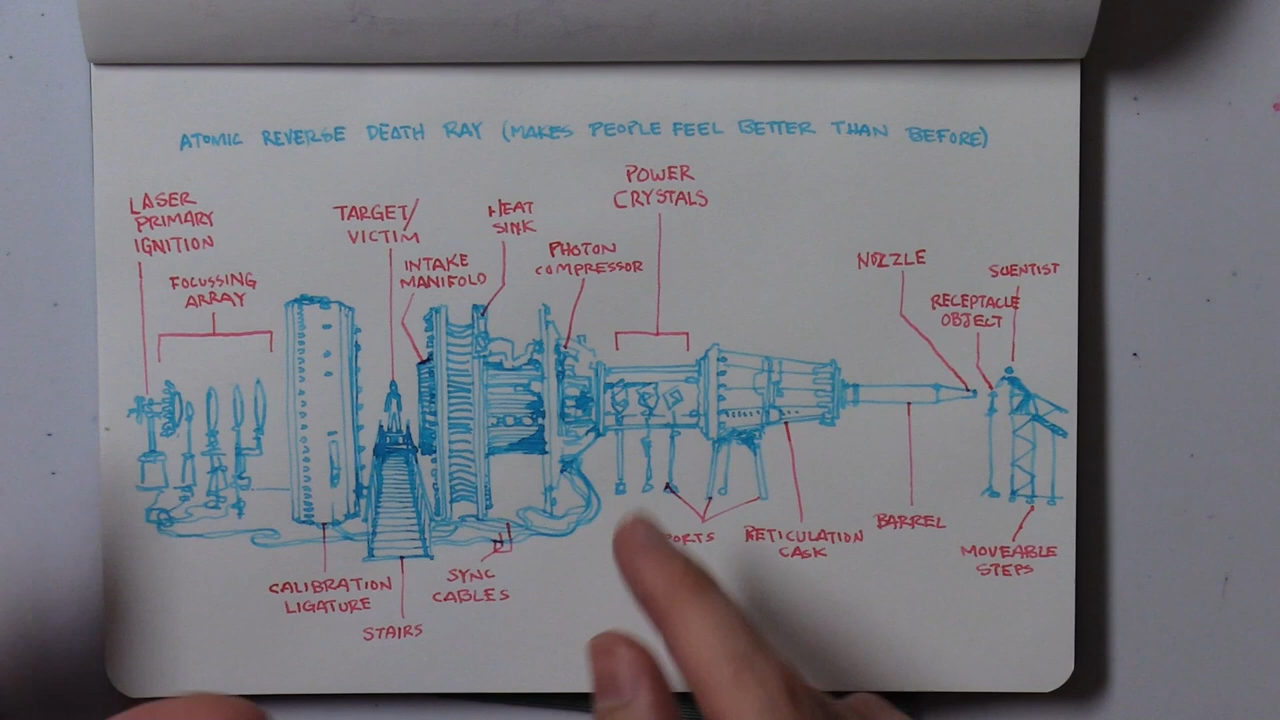 ATOMIC REVERSE DEATH RAY (MAKES PEOPLE FEEL BETTER THAN BEFORE)
LASER
PRIMARY
IGNITION
FOCUSSING
ARRAY
TARGET/
VICTIM
INTAKE
MANIFOLD
HEAT
SINK
PHOTON
COMPRESSOR
POWER
CRYSTALS
NOZZLE
RECEPTACLE
OBJECT
SCIENTIST
CALIBRATION
LIGATURE
STAIRS
SYNC
CABLES
PORTS
RETICULATION
CASK
BARREL
MOVEABLE
STEPS